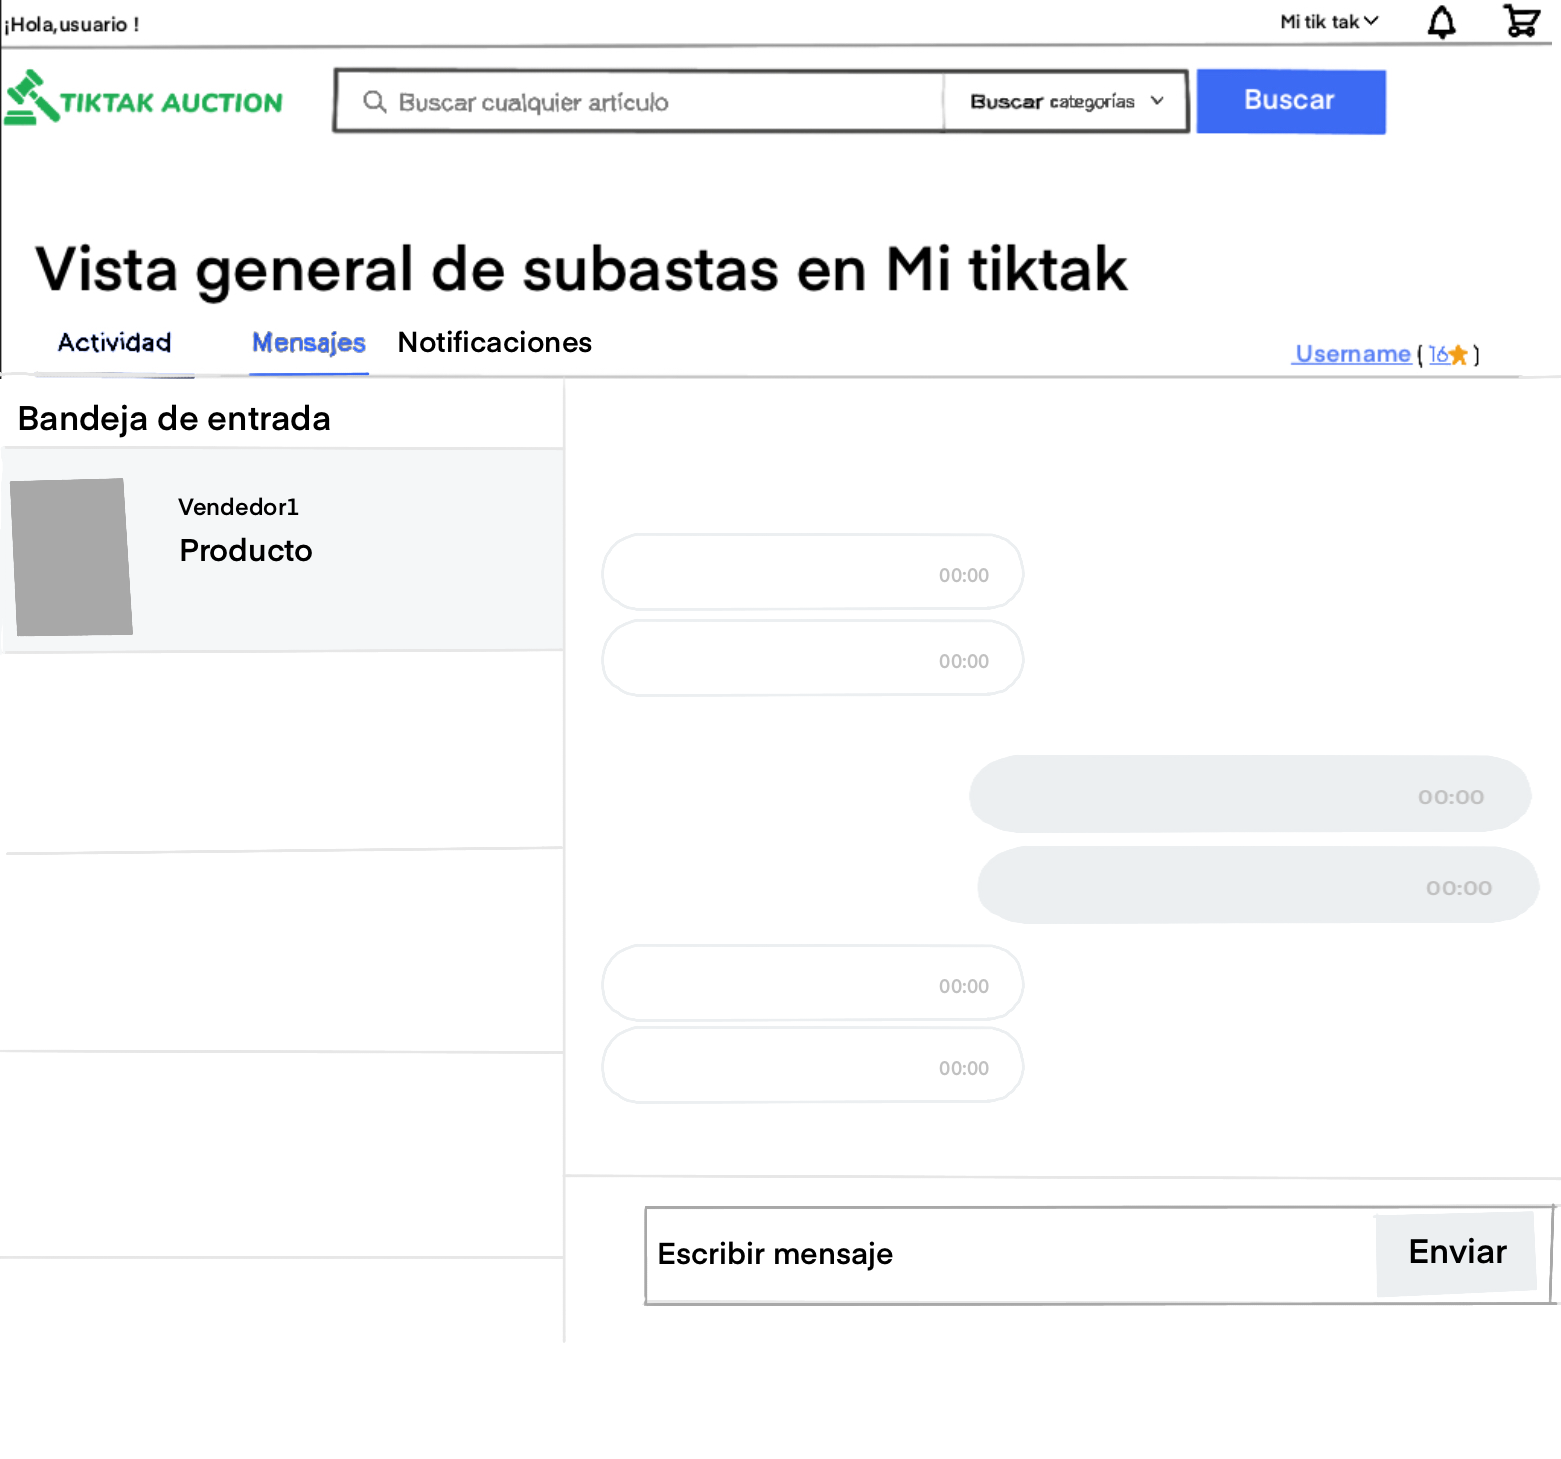 ¡Hola,usuario !
Mi tik tak
TIKTAK AUCTION
Buscar cualquier artículo
Buscar categorías
Buscar
Vista general de subastas en Mi tiktak
Actividad
Mensajes
Notificaciones
Username ( 16 )
Bandeja de entrada
Vendedor1
Producto
00:00
00:00
00:00
00:00
00:00
00:00
Escribir mensaje
Enviar